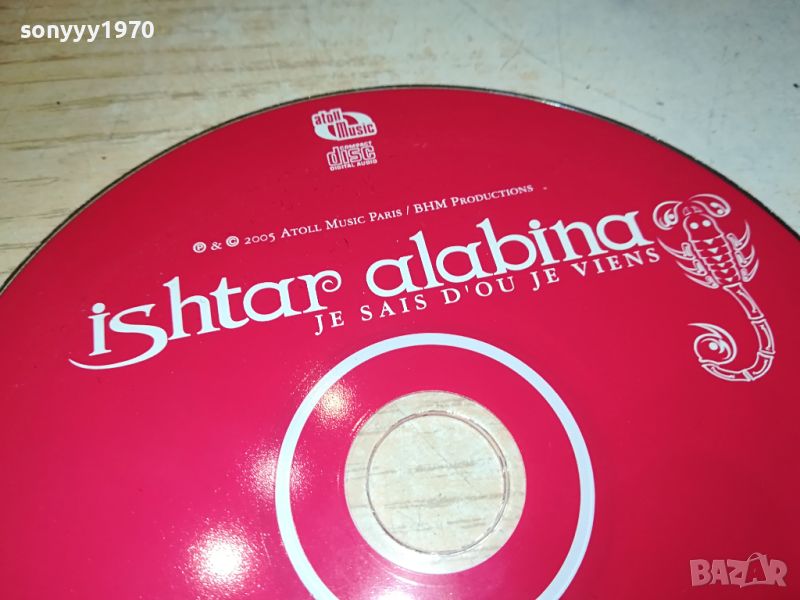 sonyyy1970
atoll
Music
COMPACT
disc
DIGITAL AUDIO
℗ & © 2005 ATOLL MUSIC PARIS / BHM PRODUCTIONS
ishtar alabina
JE SAIS D'OU JE VIENS
BAZAR